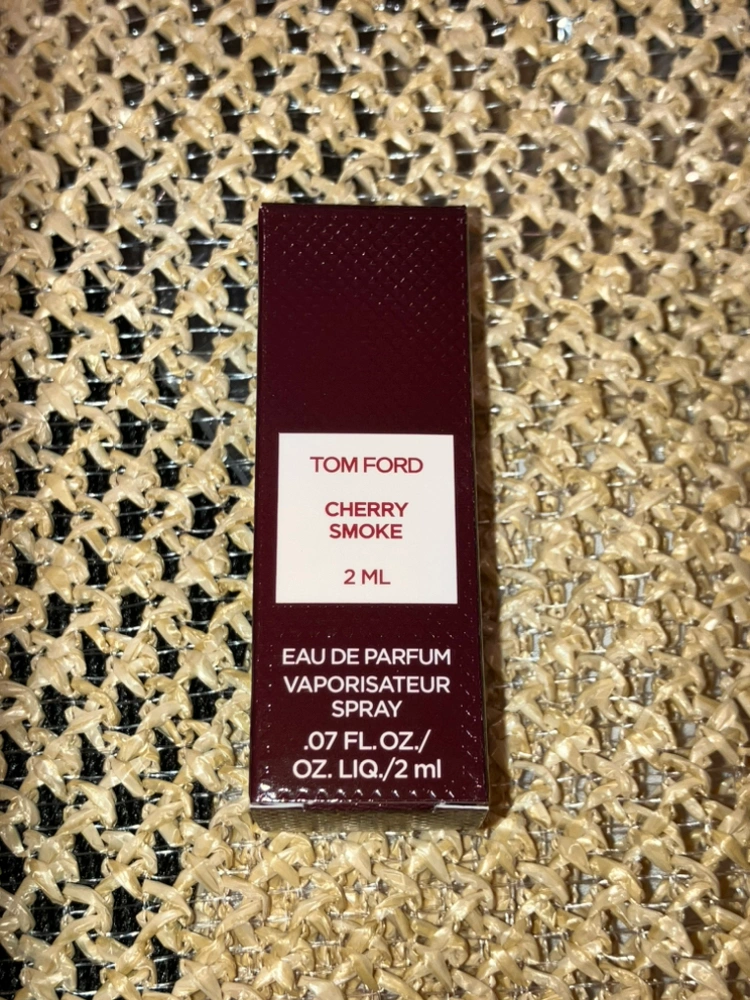 TOM FORD
CHERRY
SMOKE
2 ML
EAU DE PARFUM
VAPORISATEUR
SPRAY
.07 FL. OZ./
OZ. LIQ./2 ml